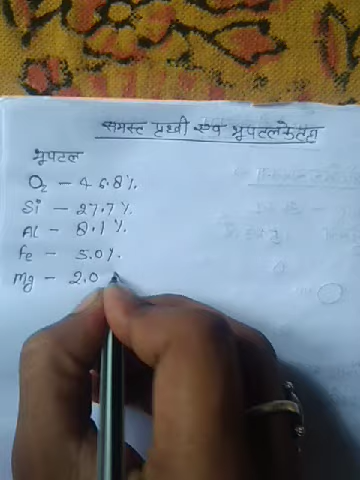 समस्ट पृथ्वी एवं भूपटल के तत्व
भूपटल
O₂ – 46.8%.
Si – 27.7%
AL – 8.1%.
Fe – 5.0%.
Mg – 2.0